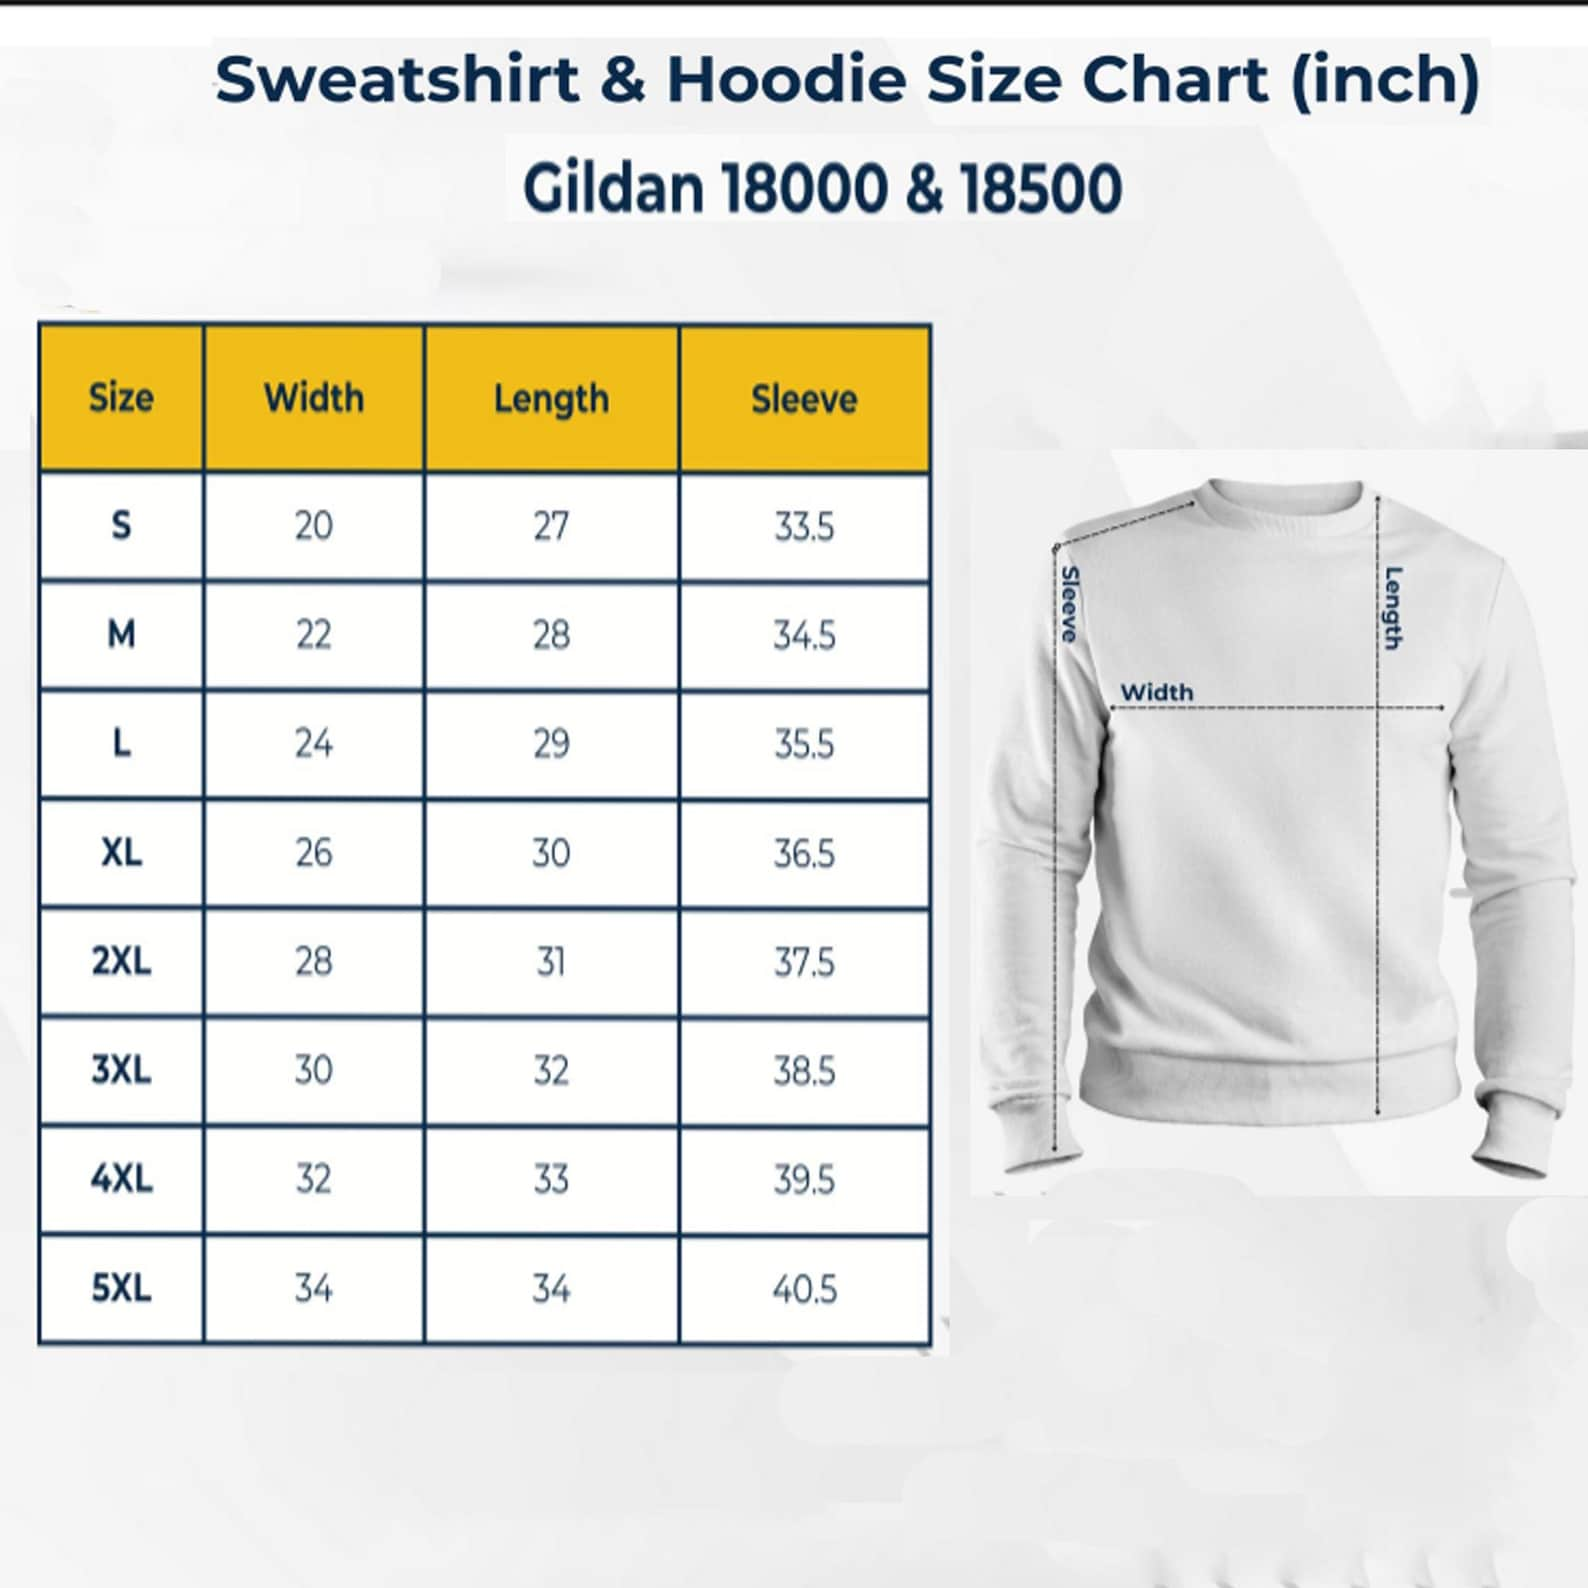 Sweatshirt & Hoodie Size Chart (inch)
Gildan 18000 & 18500
Size Width Length Sleeve
S 20 27 33.5
M 22 28 34.5
L 24 29 35.5
XL 26 30 36.5
2XL 28 31 37.5
3XL 30 32 38.5
4XL 32 33 39.5
5XL 34 34 40.5
Sleeve
Length
Width